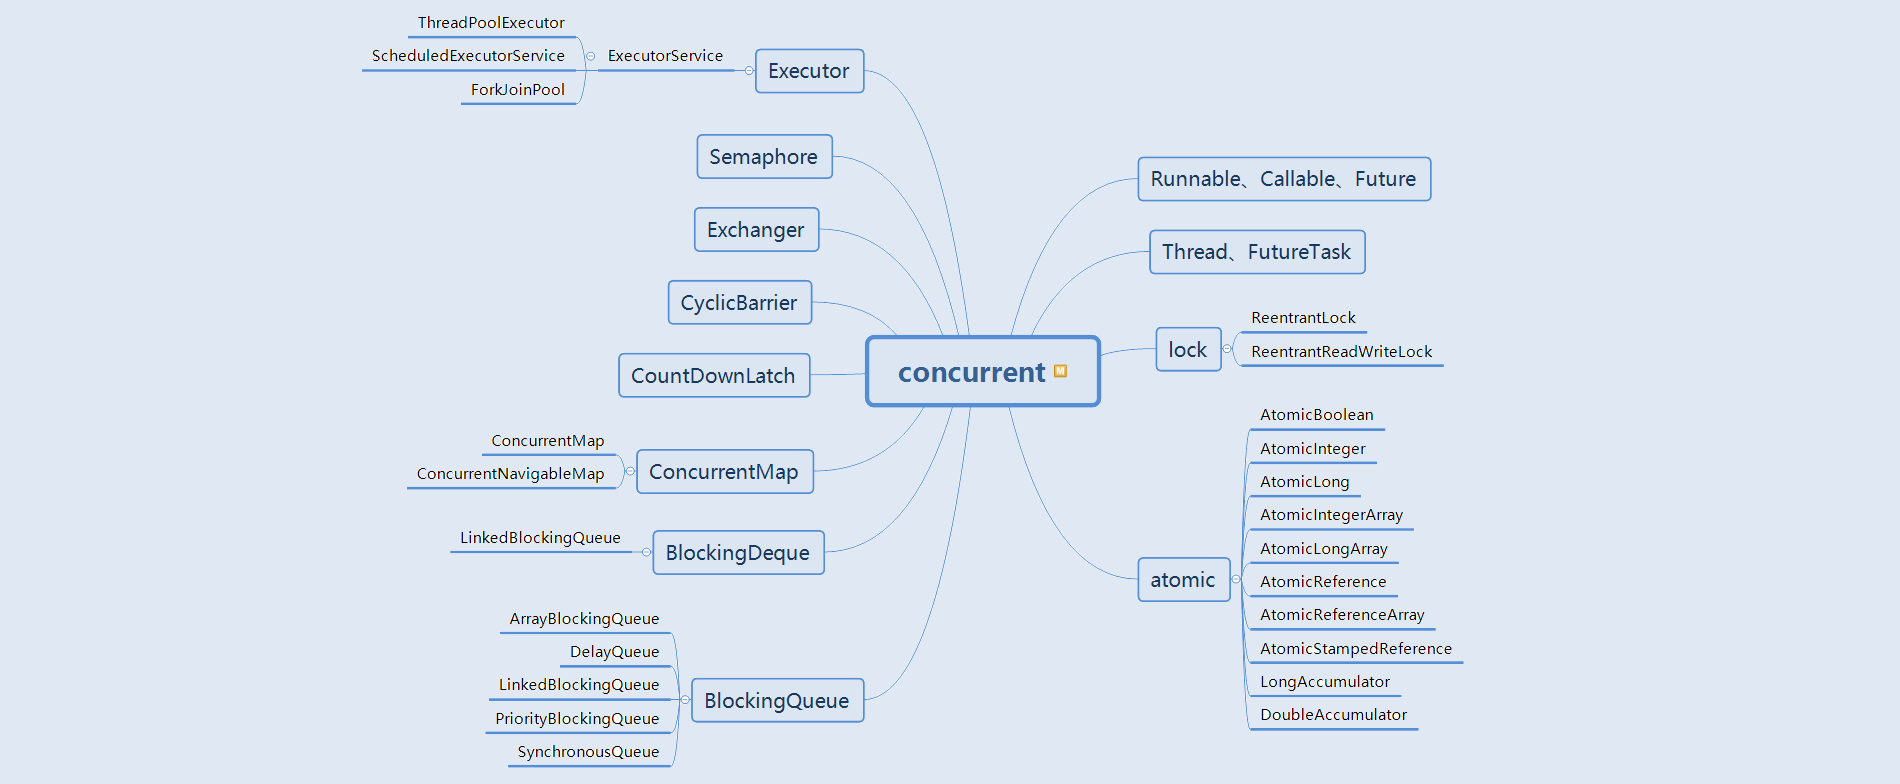 concurrent
Runnable、Callable、Future
Thread、FutureTask
lock
ReentrantLock
ReentrantReadWriteLock
atomic
AtomicBoolean
AtomicInteger
AtomicLong
AtomicIntegerArray
AtomicLongArray
AtomicReference
AtomicReferenceArray
AtomicStampedReference
LongAccumulator
DoubleAccumulator
Executor
ExecutorService
ThreadPoolExecutor
ScheduledExecutorService
ForkJoinPool
Semaphore
Exchanger
CyclicBarrier
CountDownLatch
ConcurrentMap
ConcurrentMap
ConcurrentNavigableMap
BlockingDeque
LinkedBlockingQueue
BlockingQueue
ArrayBlockingQueue
DelayQueue
LinkedBlockingQueue
PriorityBlockingQueue
SynchronousQueue
M